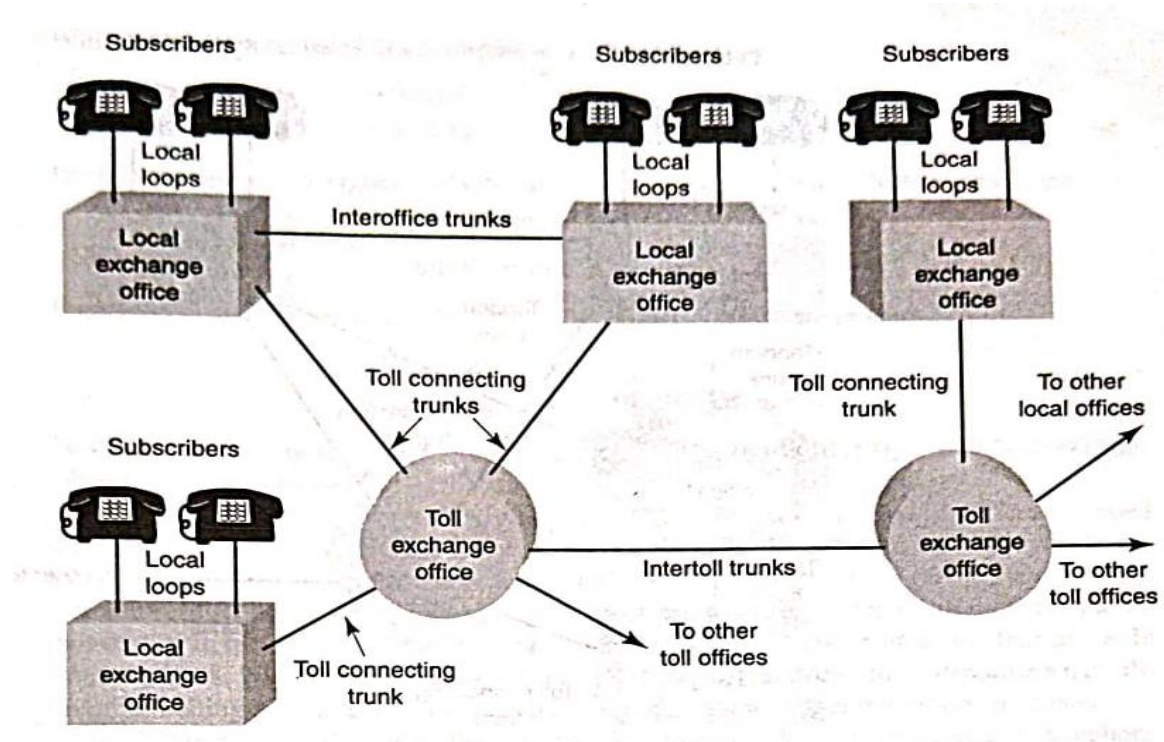 Subscribers
Subscribers
Subscribers
Local
loops
Local
loops
Local
loops
Interoffice trunks
Local
exchange
office
Local
exchange
office
Local
exchange
office
Toll connecting
trunks
Toll connecting
trunk
To other
local offices
Subscribers
Local
loops
Toll
exchange
office
Toll
exchange
office
Intertoll trunks
To other
toll offices
Local
exchange
office
Toll connecting
trunk
To other
toll offices